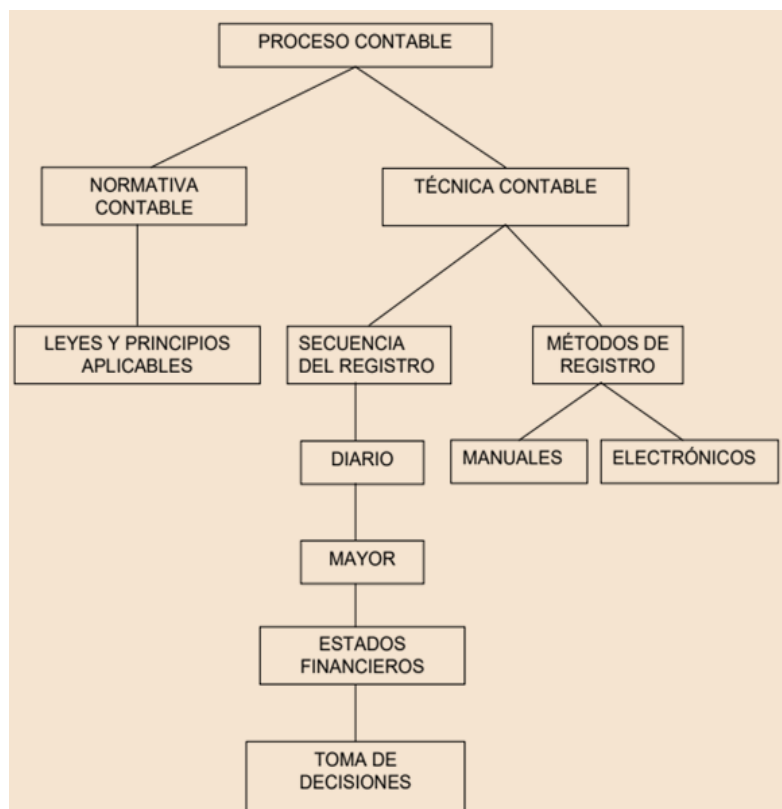 PROCESO CONTABLE
NORMATIVA
CONTABLE
TÉCNICA CONTABLE
LEYES Y PRINCIPIOS
APLICABLES
SECUENCIA
DEL REGISTRO
MÉTODOS DE
REGISTRO
DIARIO
MANUALES
ELECTRÓNICOS
MAYOR
ESTADOS
FINANCIEROS
TOMA DE
DECISIONES